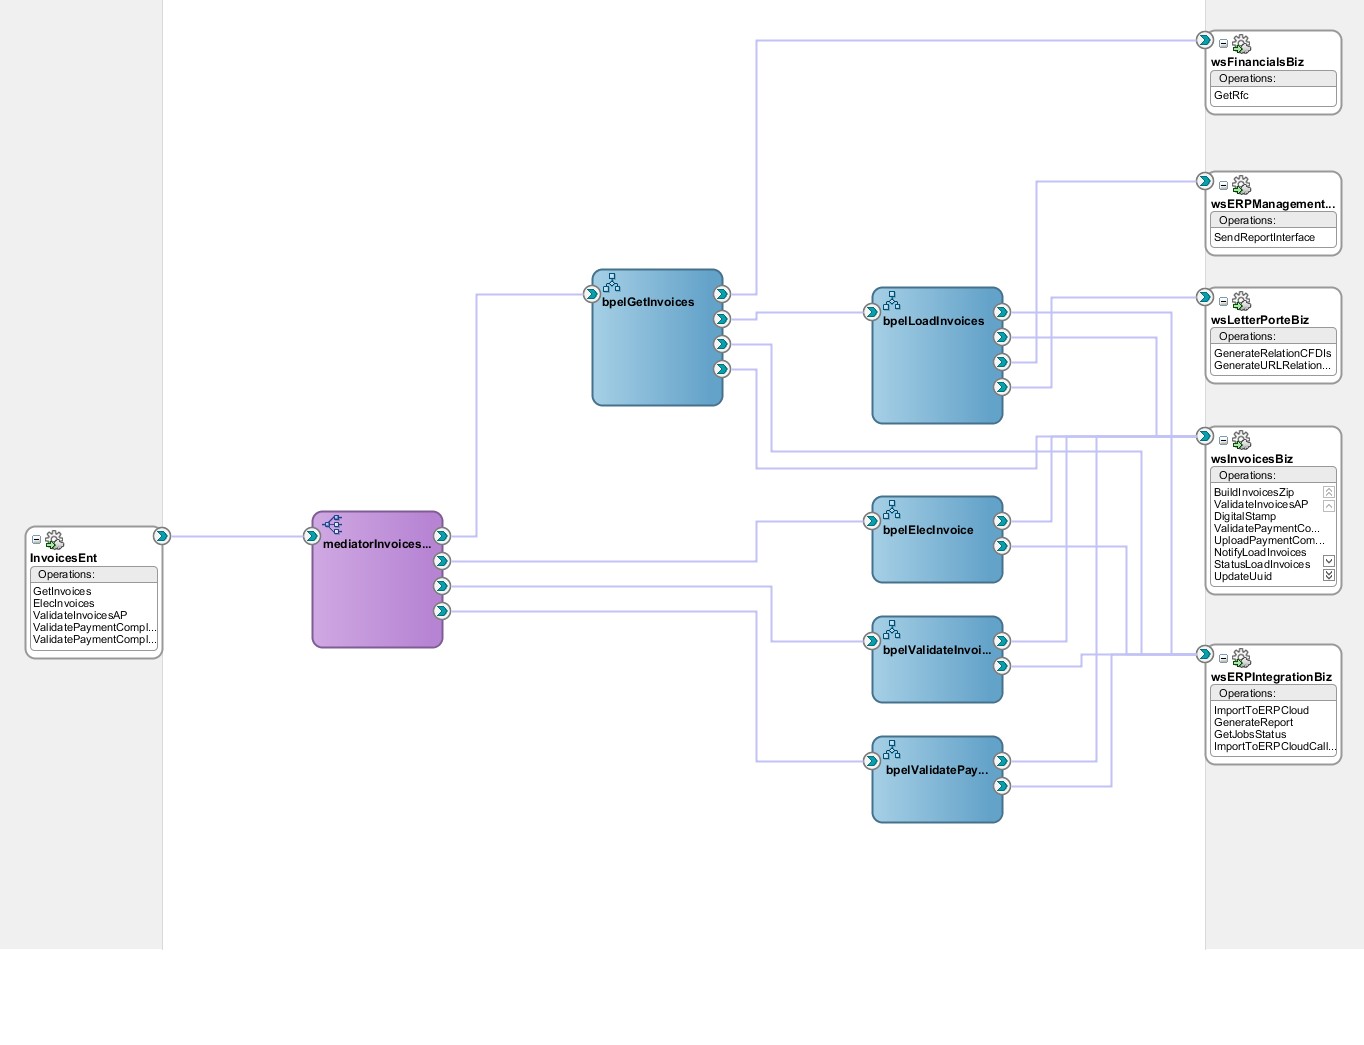 InvoicesEnt
Operations:
GetInvoices
ElecInvoices
ValidateInvoicesAP
ValidatePaymentCompl...
ValidatePaymentCompl...
mediatorInvoices...
bpelGetInvoices
bpelLoadInvoices
bpelElecInvoice
bpelValidateInvoi...
bpelValidatePay...
wsFinancialsBiz
Operations:
GetRfc
wsERPManagement...
Operations:
SendReportInterface
wsLetterPorteBiz
Operations:
GenerateRelationCFDIs
GenerateURLRelation...
wsInvoicesBiz
Operations:
BuildInvoicesZip
ValidateInvoicesAP
DigitalStamp
ValidatePaymentCo...
UploadPaymentCom...
NotifyLoadInvoices
StatusLoadInvoices
UpdateUuid
wsERPIntegrationBiz
Operations:
ImportToERPCloud
GenerateReport
GetJobsStatus
ImportToERPCloudCall...